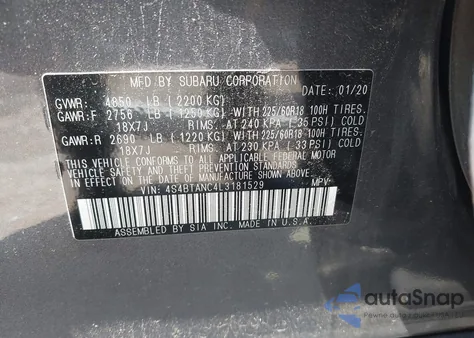 MFD.BY SUBARU CORPORATION DATE: 01/20
GVWR: 4850 LB (2200 KG)
GAWR:F 2756 LB (1250 KG) WITH 225/60R18 100H TIRES.
18X7J RIMS. AT 240 KPA (35 PSI) COLD
GAWR:R 2690 LB (1220 KG) WITH 225/60R18 100H TIRES.
18X7J RIMS. AT 230 KPA (33 PSI) COLD
THIS VEHICLE CONFORMS TO ALL APPLICABLE FEDERAL MOTOR
VEHICLE SAFETY, BUMPER AND THEFT PREVENTION STANDARDS
IN EFFECT ON THE DATE OF MANUFACTURE SHOWN ABOVE.
VIN: 4S4BTANC4L3181529 MPV
ASSEMBLED BY SIA INC. MADE IN U.S.A.
autoSnap